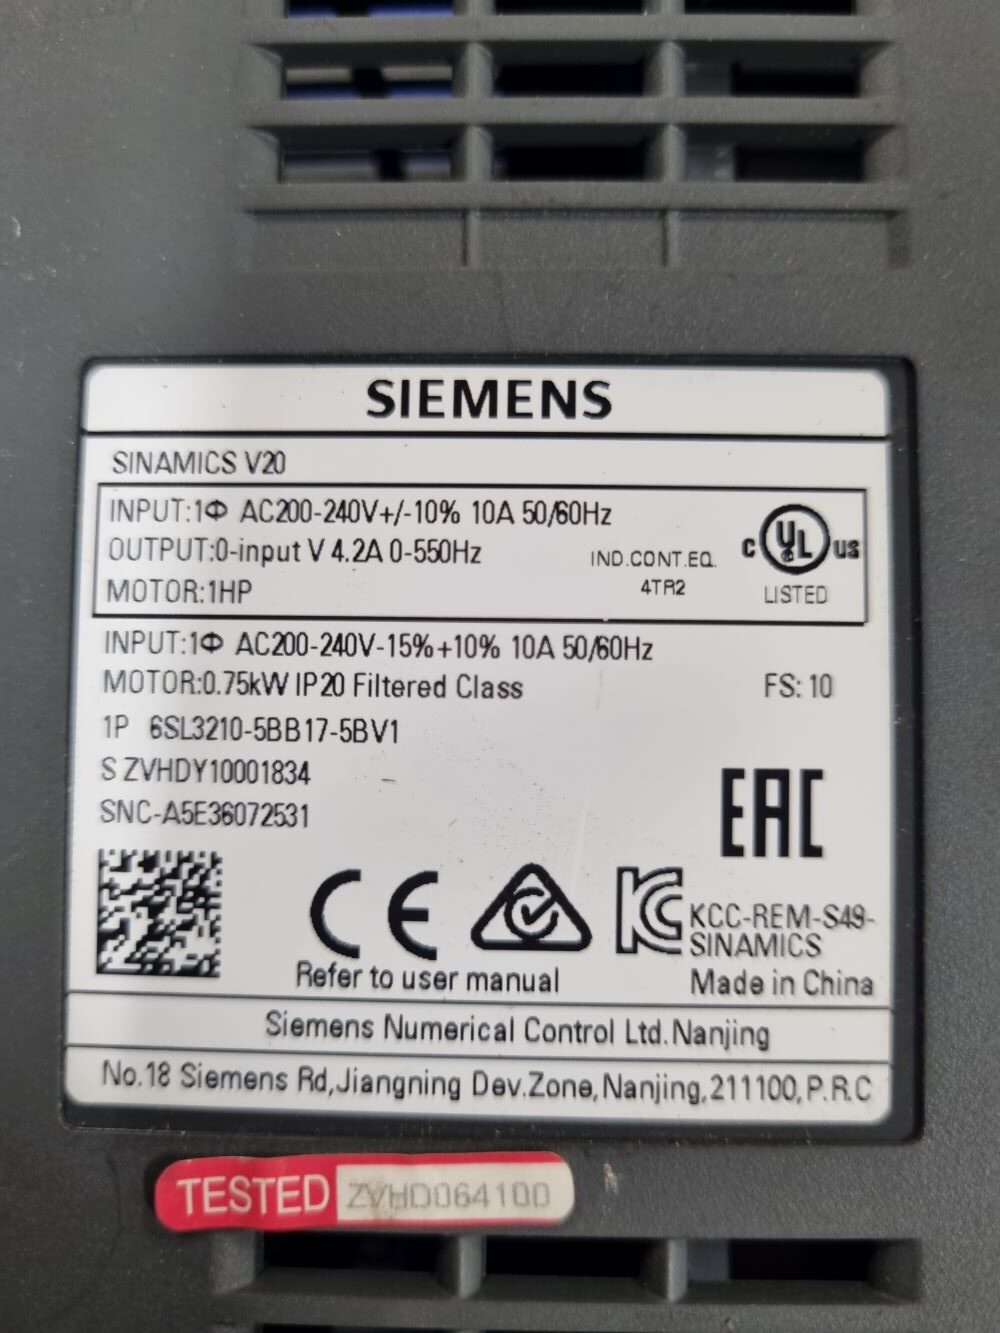 SIEMENS
SINAMICS V20
INPUT:1Φ AC200-240V+/-10% 10A 50/60Hz
OUTPUT:0-input V 4.2A 0-550Hz
MOTOR:1HP
IND.CONT.EQ.
4TR2
C UL US
LISTED
INPUT:1Φ AC200-240V-15%+10% 10A 50/60Hz
MOTOR:0.75kW IP20 Filtered Class
FS: 10
1P 6SL3210-5BB17-5BV1
S ZVHDY10001834
SNC-A5E36072531
EAC
CE
KC
KCC-REM-S49-
SINAMICS
Refer to user manual
Made in China
Siemens Numerical Control Ltd.Nanjing
No.18 Siemens Rd,Jiangning Dev.Zone,Nanjing,211100,P.R.C
TESTED ZVHD064100